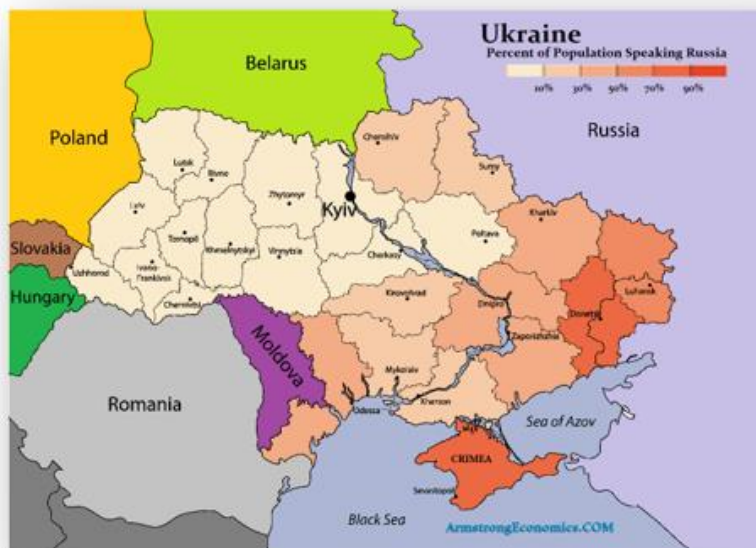 Ukraine
Percent of Population Speaking Russia
10% 30% 50% 70% 90%
Belarus
Poland
Russia
Chernihiv
Lutsk
Rivne
Sumy
Zhytomyr
Kyiv
Lviv
Kharkiv
Poltava
Ternopil
Khmelnytskyi
Vinnytsia
Cherkasy
Slovakia
Ivano-
Frankivsk
Uzhhorod
Luhansk
Hungary
Chernivtsi
Kirovohrad
Dnipro
Donetsk
Zaporizhzhia
Moldova
Mykolaiv
Romania
Kherson
Odessa
Sea of Azov
CRIMEA
Sevastopol
Black Sea
ArmstrongEconomics.COM